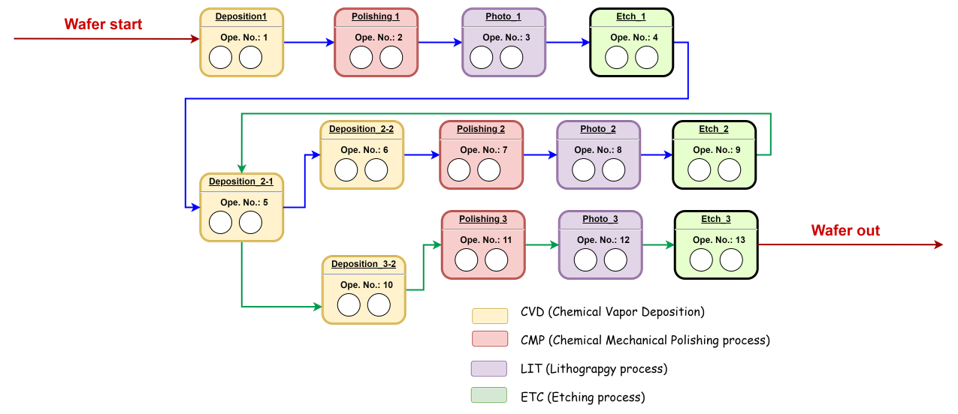 Wafer start
Deposition1
Ope. No.: 1
Polishing 1
Ope. No.: 2
Photo_1
Ope. No.: 3
Etch_1
Ope. No.: 4
Deposition_2-2
Ope. No.: 6
Polishing 2
Ope. No.: 7
Photo_2
Ope. No.: 8
Etch_2
Ope. No.: 9
Deposition_2-1
Ope. No.: 5
Polishing 3
Ope. No.: 11
Photo_3
Ope. No.: 12
Etch_3
Ope. No.: 13
Wafer out
Deposition_3-2
Ope. No.: 10
CVD (Chemical Vapor Deposition)
CMP (Chemical Mechanical Polishing process)
LIT (Lithograpgy process)
ETC (Etching process)